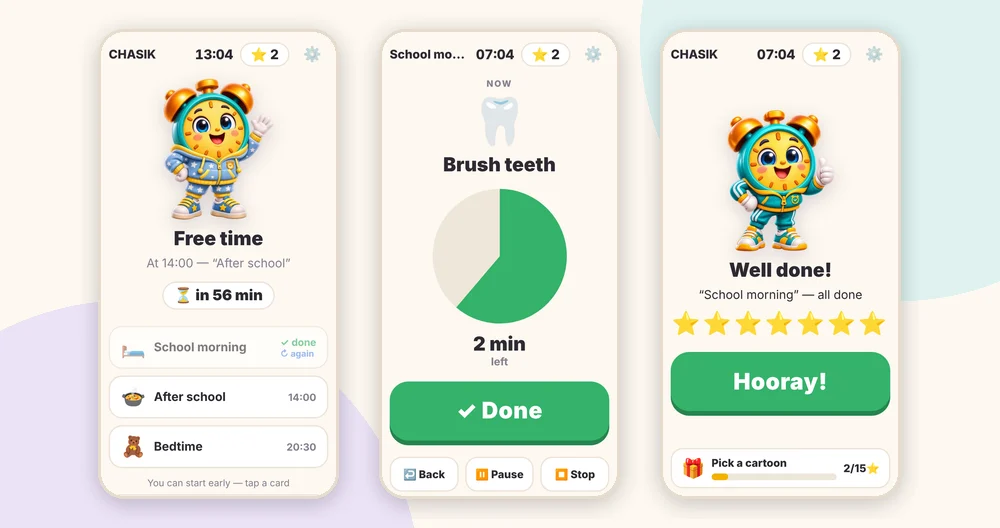 CHASIK 13:04 ⭐ 2
Free time
At 14:00 — “After school”
⏳ in 56 min
School morning ✓ done
↻ again
After school 14:00
Bedtime 20:30
You can start early — tap a card
School mo... 07:04 ⭐ 2
NOW
Brush teeth
2 min
left
✓ Done
Back Pause Stop
CHASIK 07:04 ⭐ 2
Well done!
“School morning” — all done
Hooray!
Pick a cartoon 2/15⭐